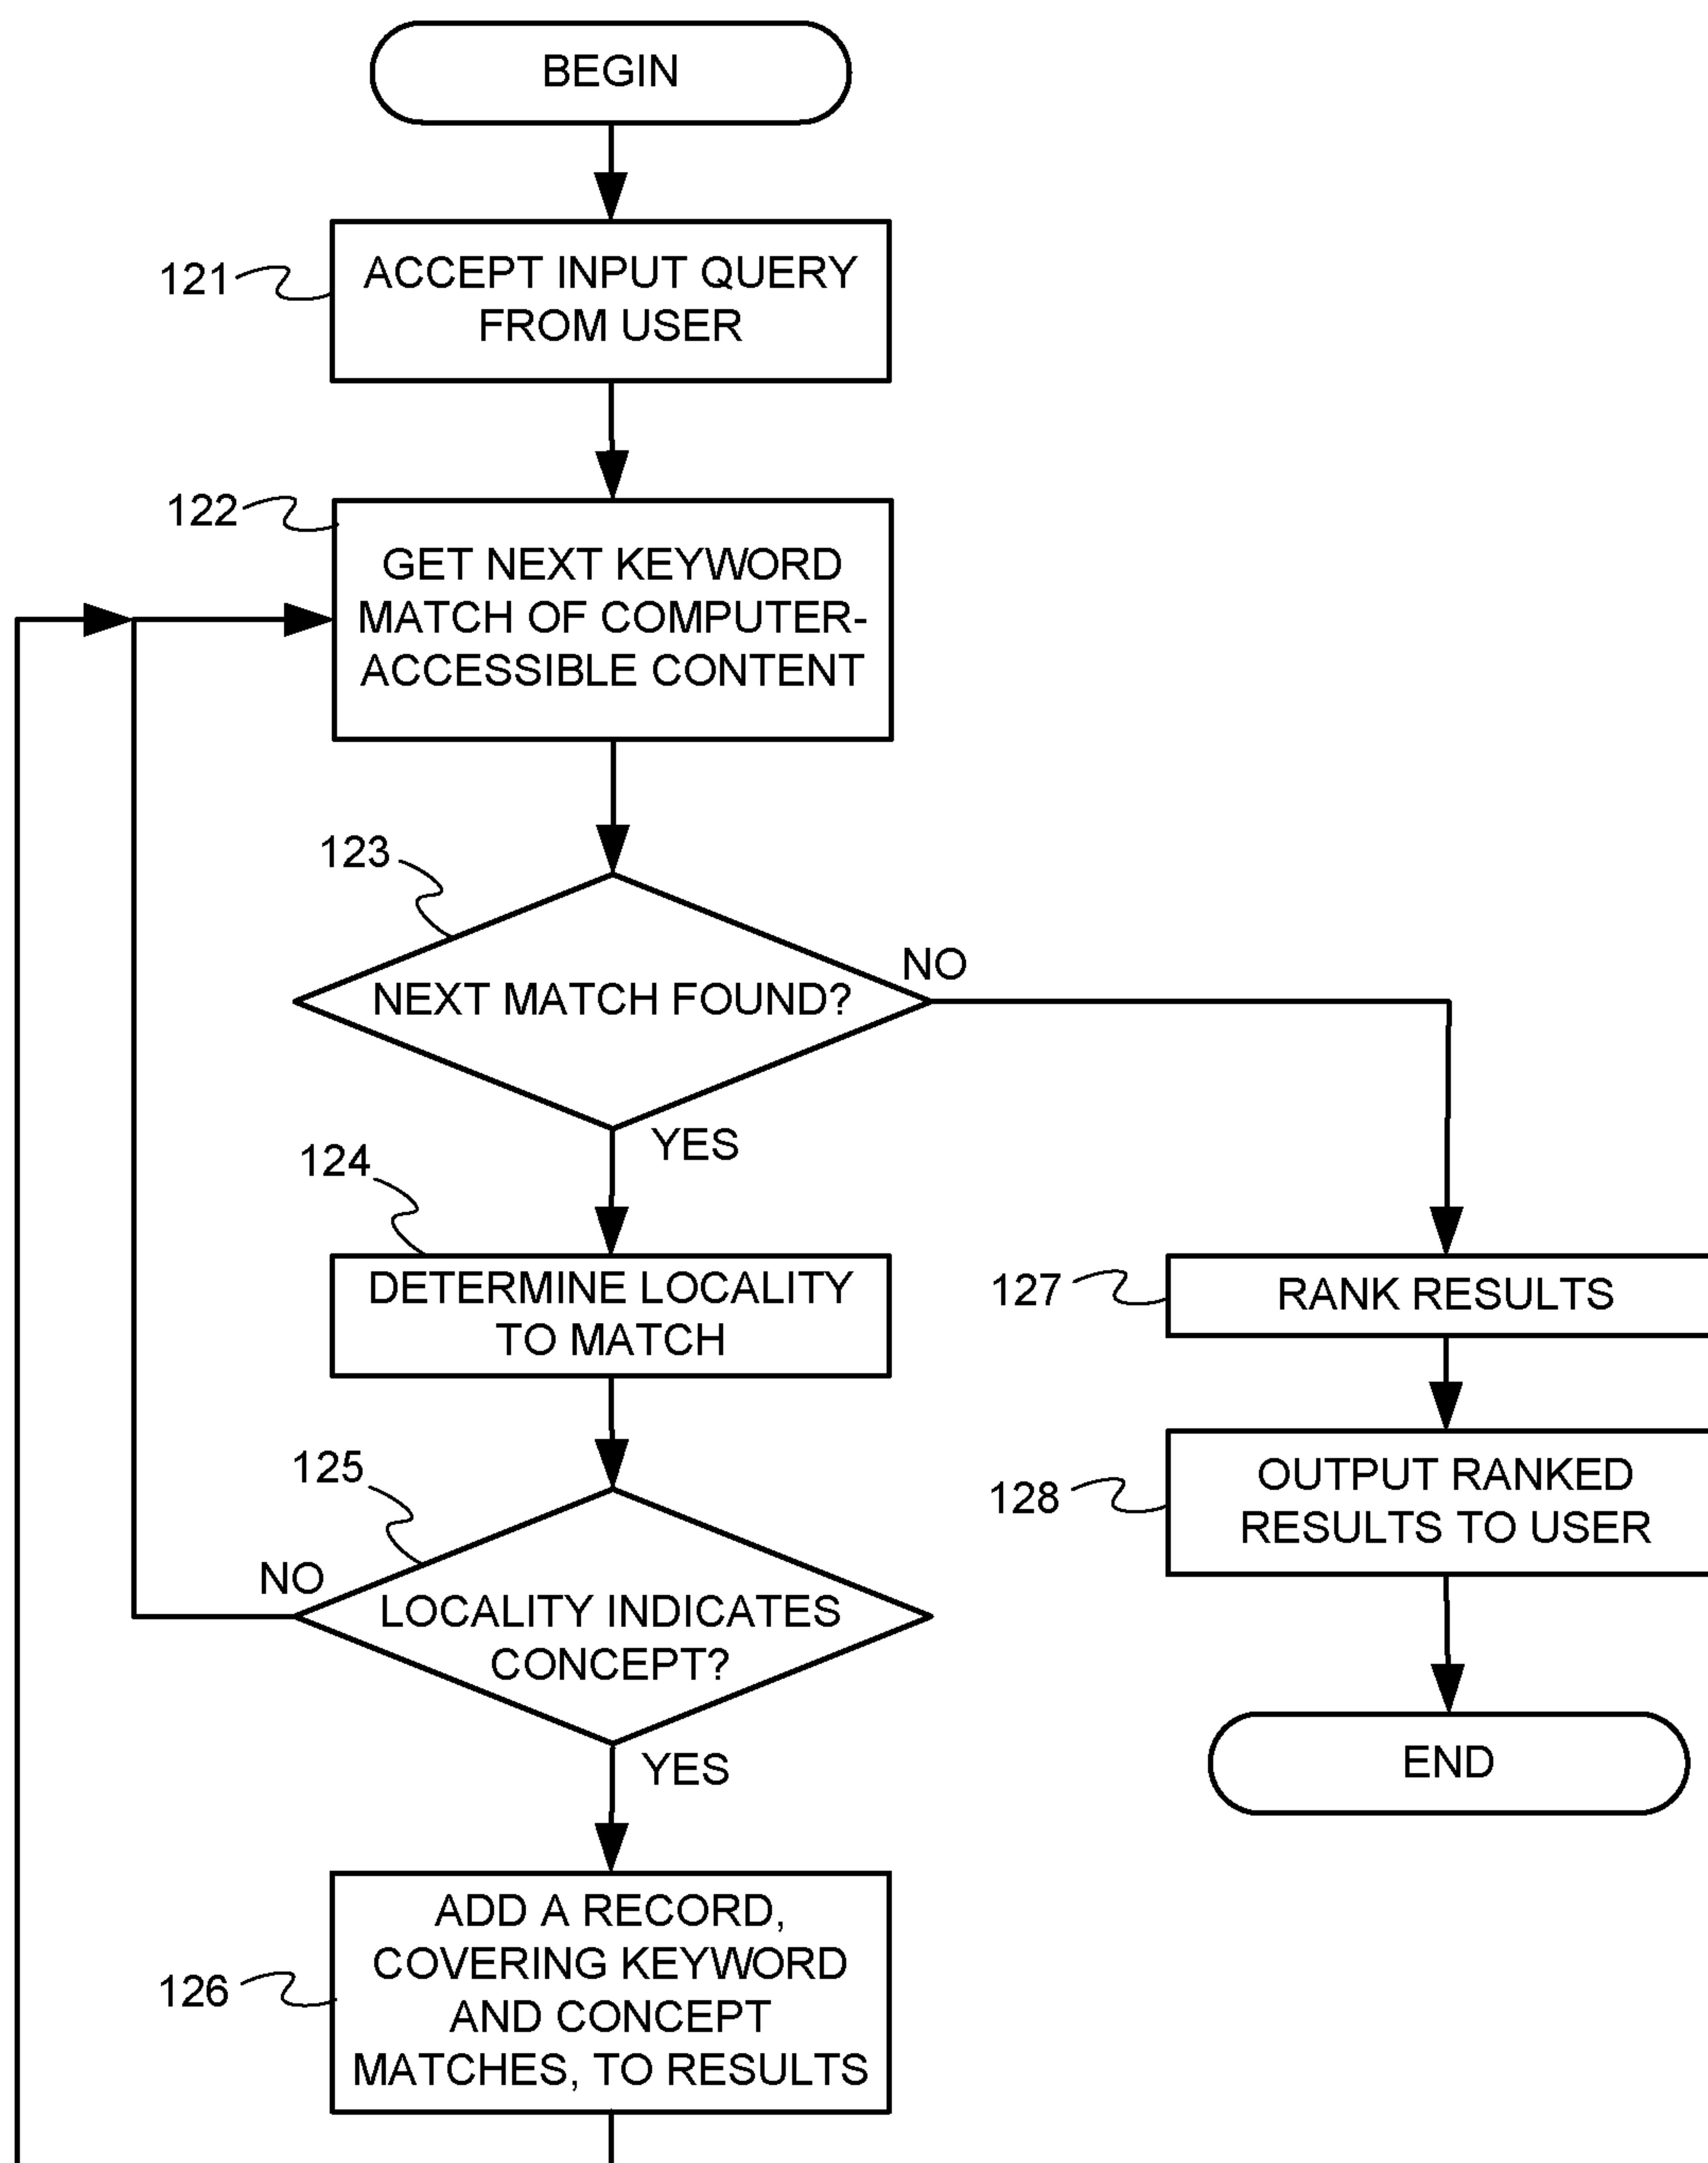 BEGIN
121
ACCEPT INPUT QUERY
FROM USER
122
GET NEXT KEYWORD
MATCH OF COMPUTER-
ACCESSIBLE CONTENT
123
NEXT MATCH FOUND?
NO
YES
124
DETERMINE LOCALITY
TO MATCH
125
NO
LOCALITY INDICATES
CONCEPT?
YES
126
ADD A RECORD,
COVERING KEYWORD
AND CONCEPT
MATCHES, TO RESULTS
127
RANK RESULTS
128
OUTPUT RANKED
RESULTS TO USER
END